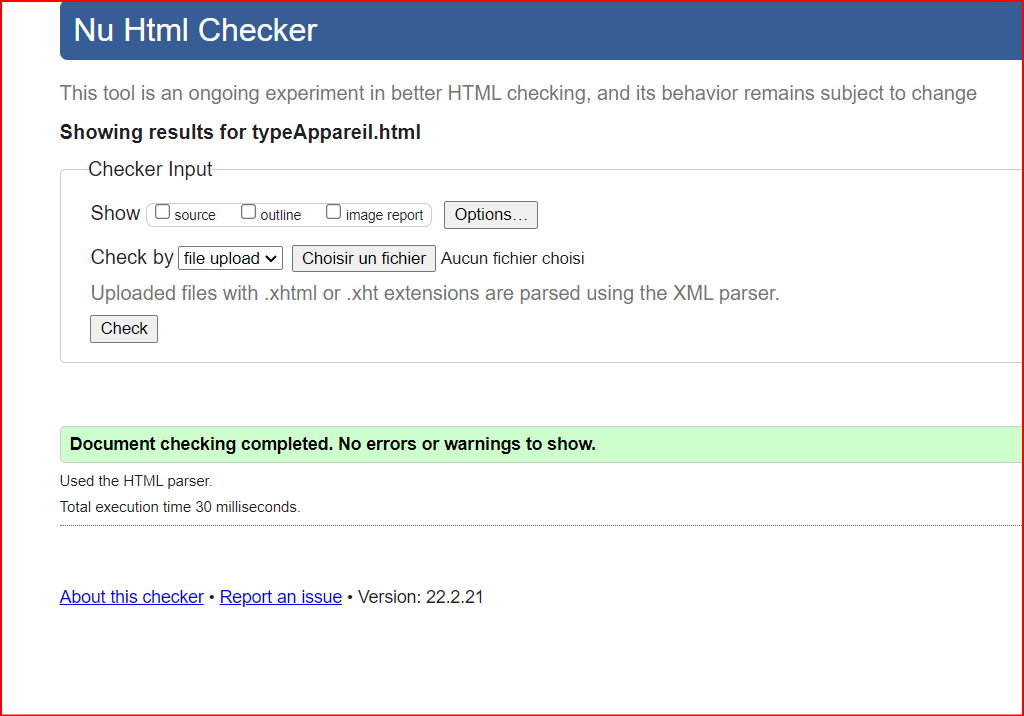 Nu Html Checker
This tool is an ongoing experiment in better HTML checking, and its behavior remains subject to change
Showing results for typeAppareil.html
Checker Input
Show source outline image report Options…
Check by file upload Choisir un fichier Aucun fichier choisi
Uploaded files with .xhtml or .xht extensions are parsed using the XML parser.
Check
Document checking completed. No errors or warnings to show.
Used the HTML parser.
Total execution time 30 milliseconds.
About this checker • Report an issue • Version: 22.2.21